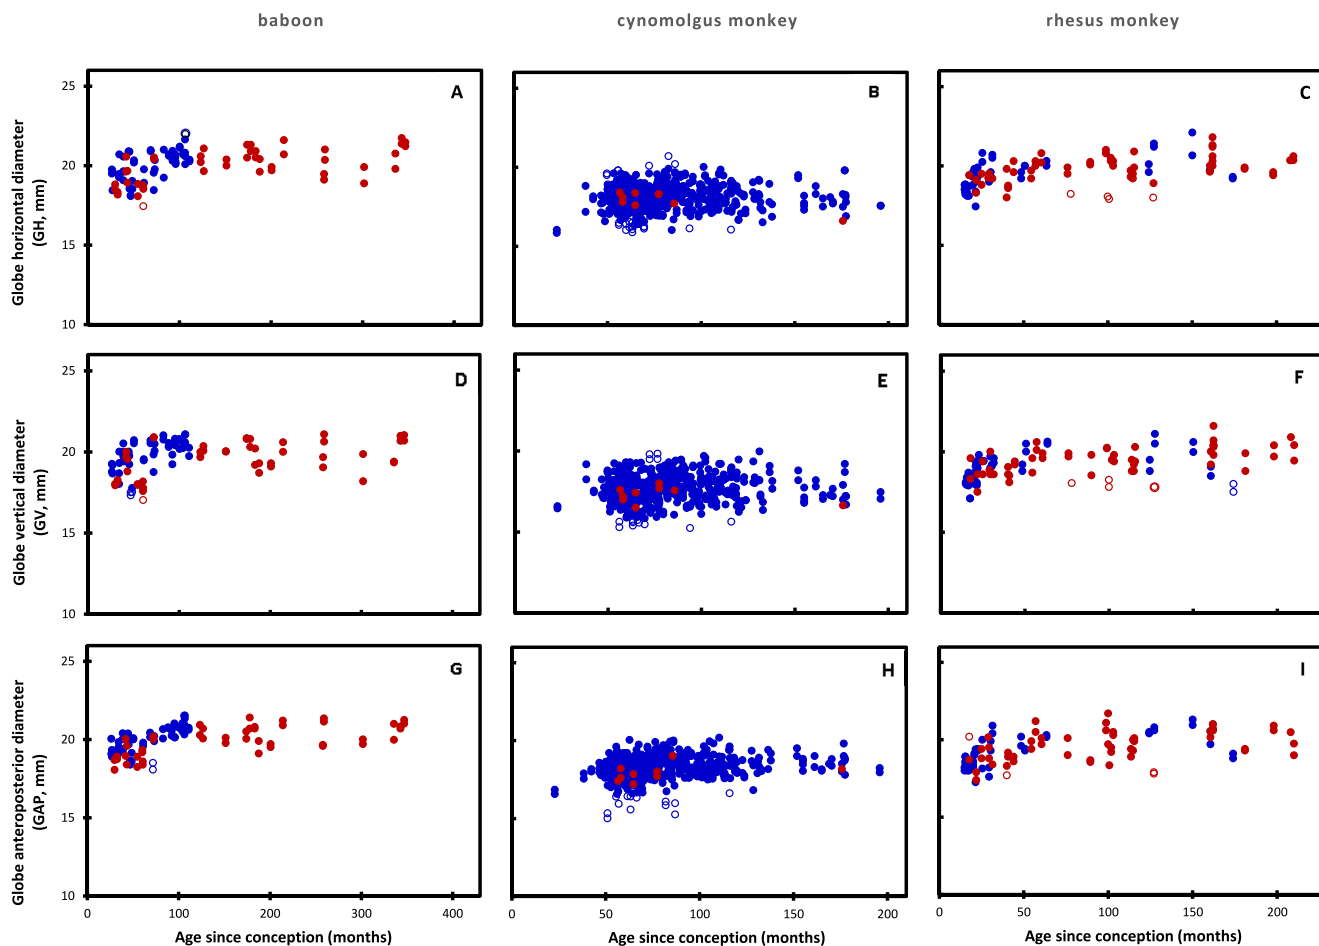 baboon cynomolgus monkey rhesus monkey
Globe horizontal diameter
(GH, mm)
25
20
15
10
A
B
C
Globe vertical diameter
(GV, mm)
25
20
15
10
D
E
F
Globe anteroposterior diameter
(GAP, mm)
25
20
15
10
G
H
I
0 100 200 300 400
0 50 100 150 200
0 50 100 150 200
Age since conception (months) Age since conception (months) Age since conception (months)